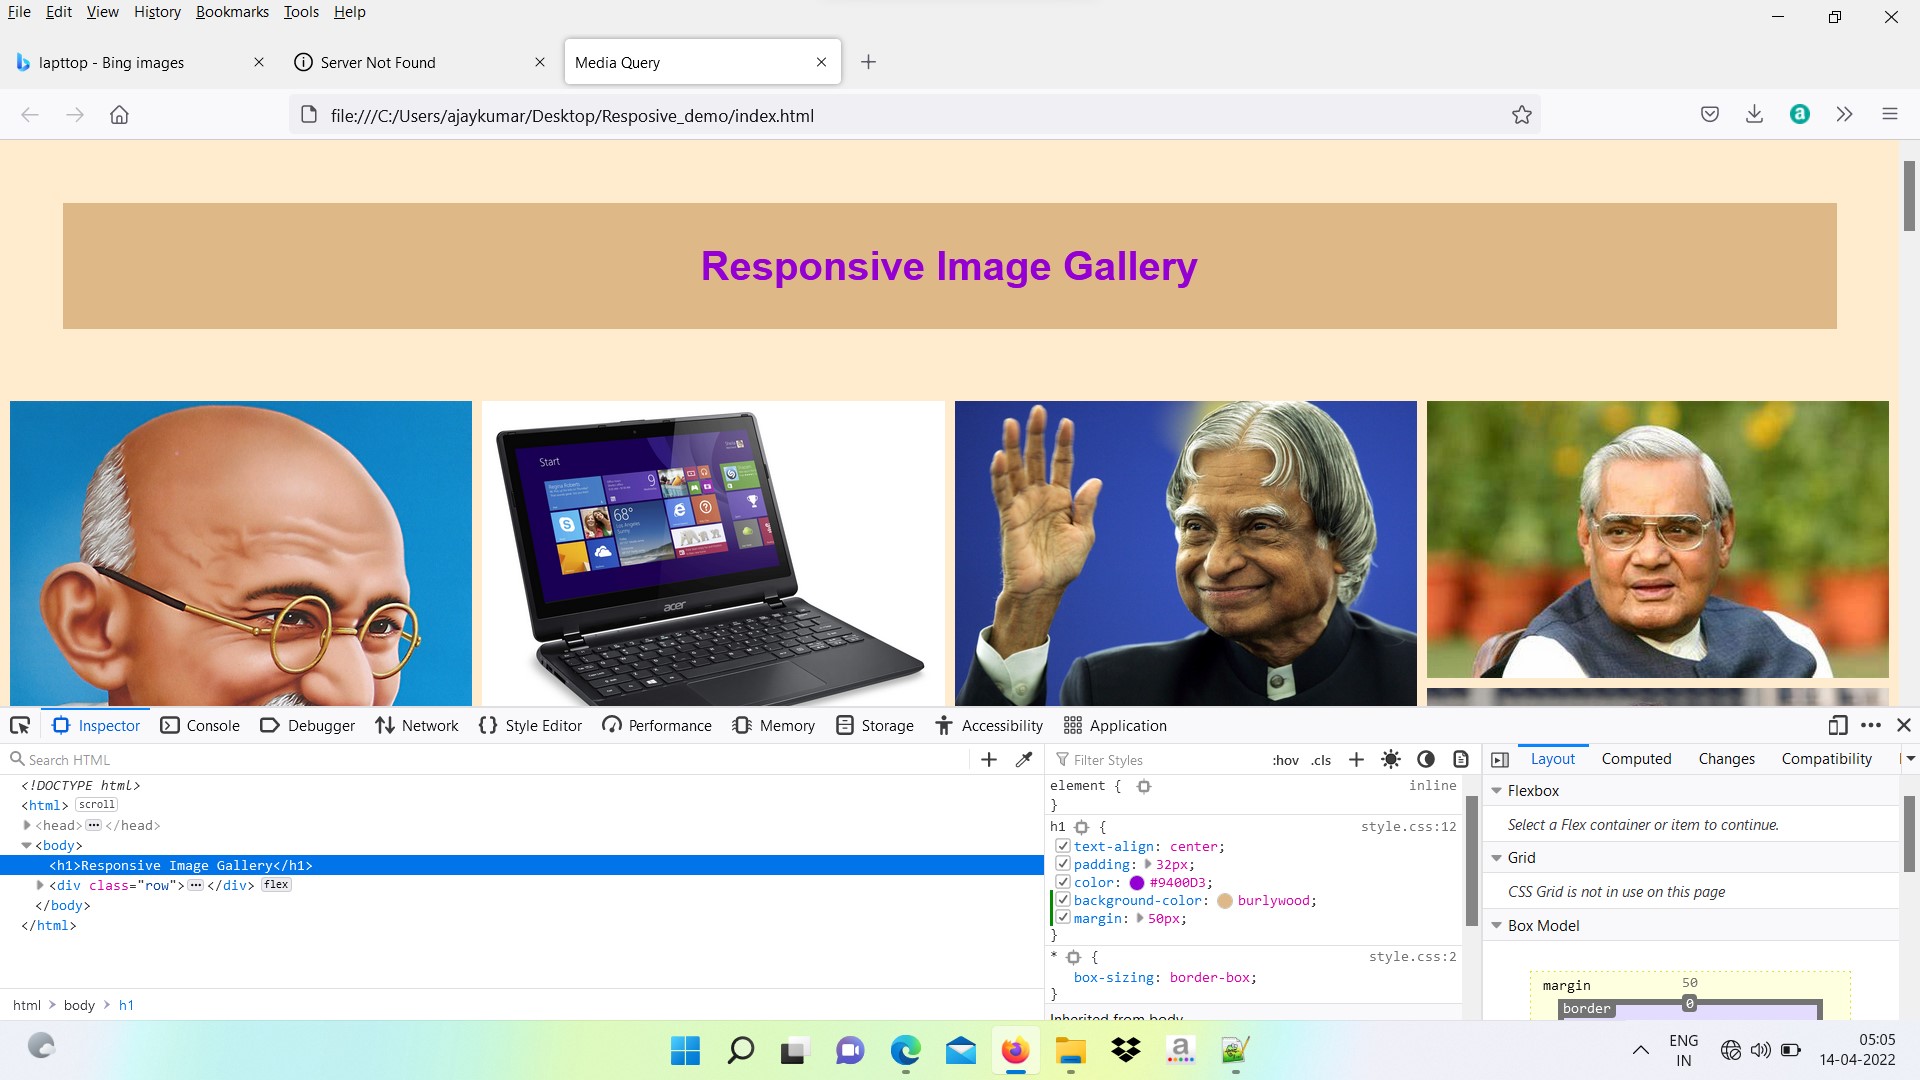 File Edit View History Bookmarks Tools Help
lapttop - Bing images
Server Not Found
Media Query
file:///C:/Users/ajaykumar/Desktop/Resposive_demo/index.html
Responsive Image Gallery
Start
68°
acer
Inspector Console Debugger Network Style Editor Performance Memory Storage Accessibility Application
Search HTML
Filter Styles :hov .cls
Layout Computed Changes Compatibility
<!DOCTYPE html>
<html> scroll
<head> ••• </head>
<body>
<h1>Responsive Image Gallery</h1>
<div class="row"> ••• </div> flex
</body>
</html>
html > body > h1
element { inline
}
h1 { style.css:12
text-align: center;
padding: 32px;
color: #9400D3;
background-color: burlywood;
margin: 50px;
}
* { style.css:2
box-sizing: border-box;
}
Inherited from body
Flexbox
Select a Flex container or item to continue.
Grid
CSS Grid is not in use on this page
Box Model
margin 50
border 0
ENG
IN
05:05
14-04-2022